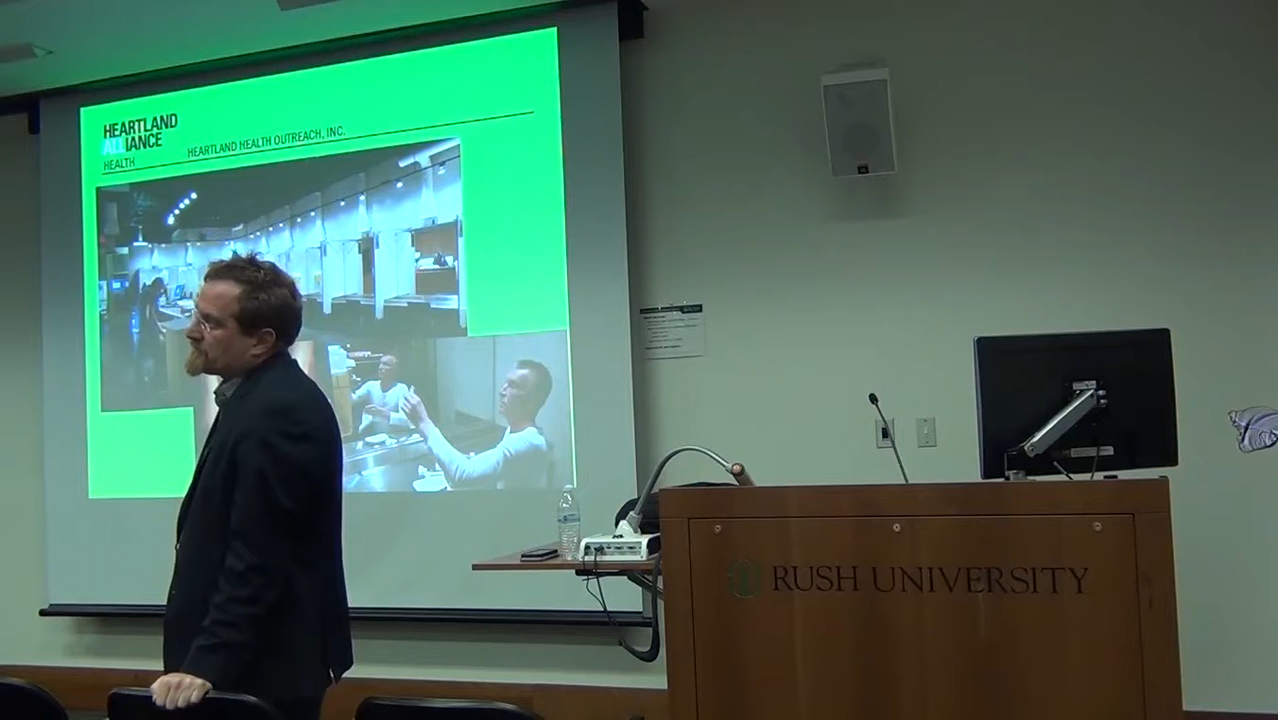 HEARTLAND
ALLIANCE
HEALTH
HEARTLAND HEALTH OUTREACH, INC.
RUSH UNIVERSITY